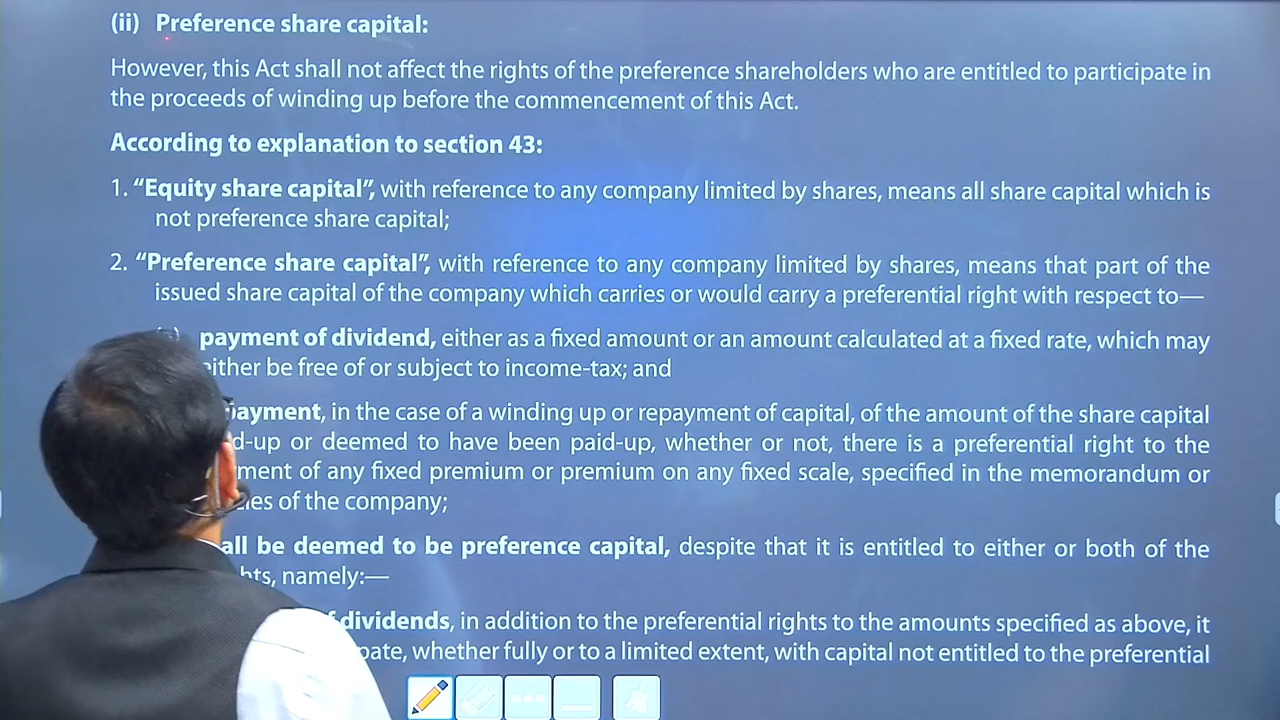 (ii) Preference share capital:
However, this Act shall not affect the rights of the preference shareholders who are entitled to participate in
the proceeds of winding up before the commencement of this Act.
According to explanation to section 43:
1. “Equity share capital”, with reference to any company limited by shares, means all share capital which is
not preference share capital;
2. “Preference share capital”, with reference to any company limited by shares, means that part of the
issued share capital of the company which carries or would carry a preferential right with respect to—
payment of dividend, either as a fixed amount or an amount calculated at a fixed rate, which may
either be free of or subject to income-tax; and
in the case of a winding up or repayment of capital, of the amount of the share capital
or deemed to have been paid-up, whether or not, there is a preferential right to the
of any fixed premium or premium on any fixed scale, specified in the memorandum or
of the company;
be deemed to be preference capital, despite that it is entitled to either or both of the
namely:—
dividends, in addition to the preferential rights to the amounts specified as above, it
whether fully or to a limited extent, with capital not entitled to the preferential